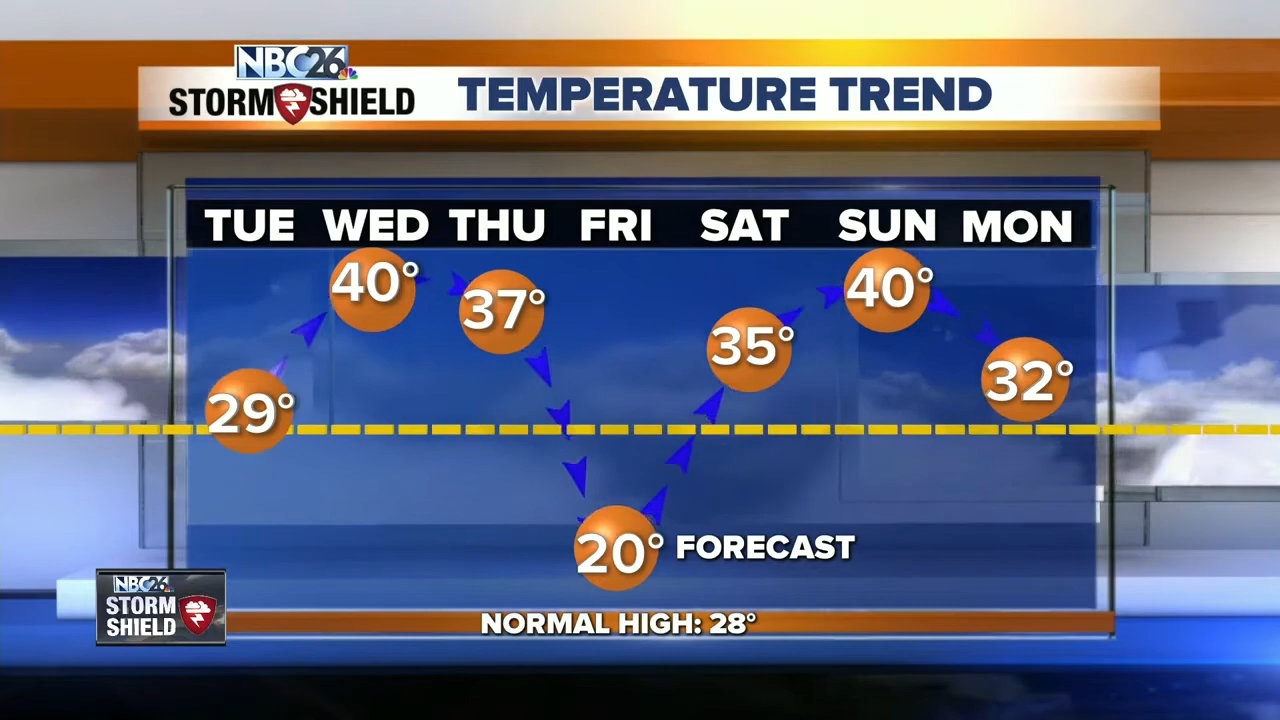 NBC26
STORM SHIELD
TEMPERATURE TREND
TUE WED THU FRI SAT SUN MON
29° 40° 37° 20° 35° 40° 32°
FORECAST
NBC26
STORM
SHIELD
NORMAL HIGH: 28°